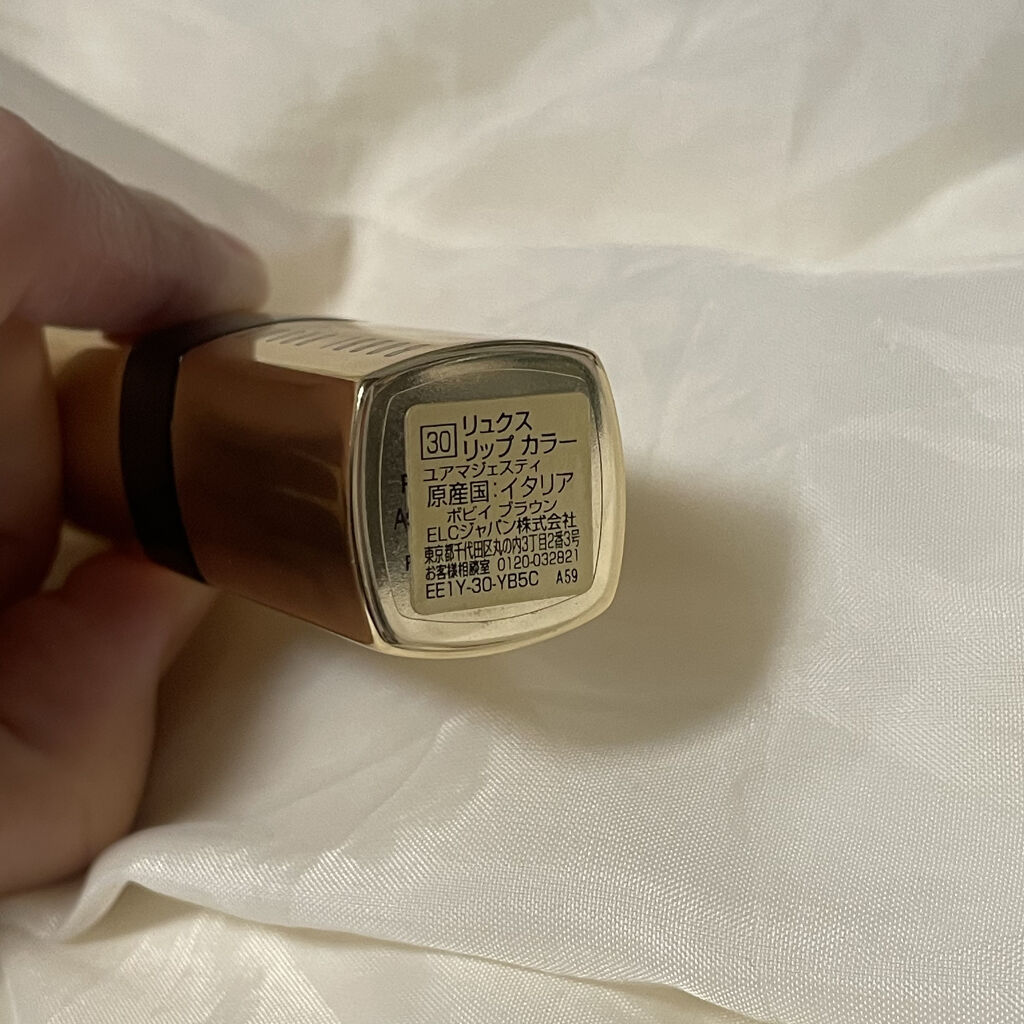 30 リュクス
リップ カラー
ユアマジェスティ
原産国:イタリア
ボビイ ブラウン
ELCジャパン株式会社
東京都千代田区丸の内3丁目2番3号
お客様相談室 0120-032821
EE1Y-30-YB5C A59